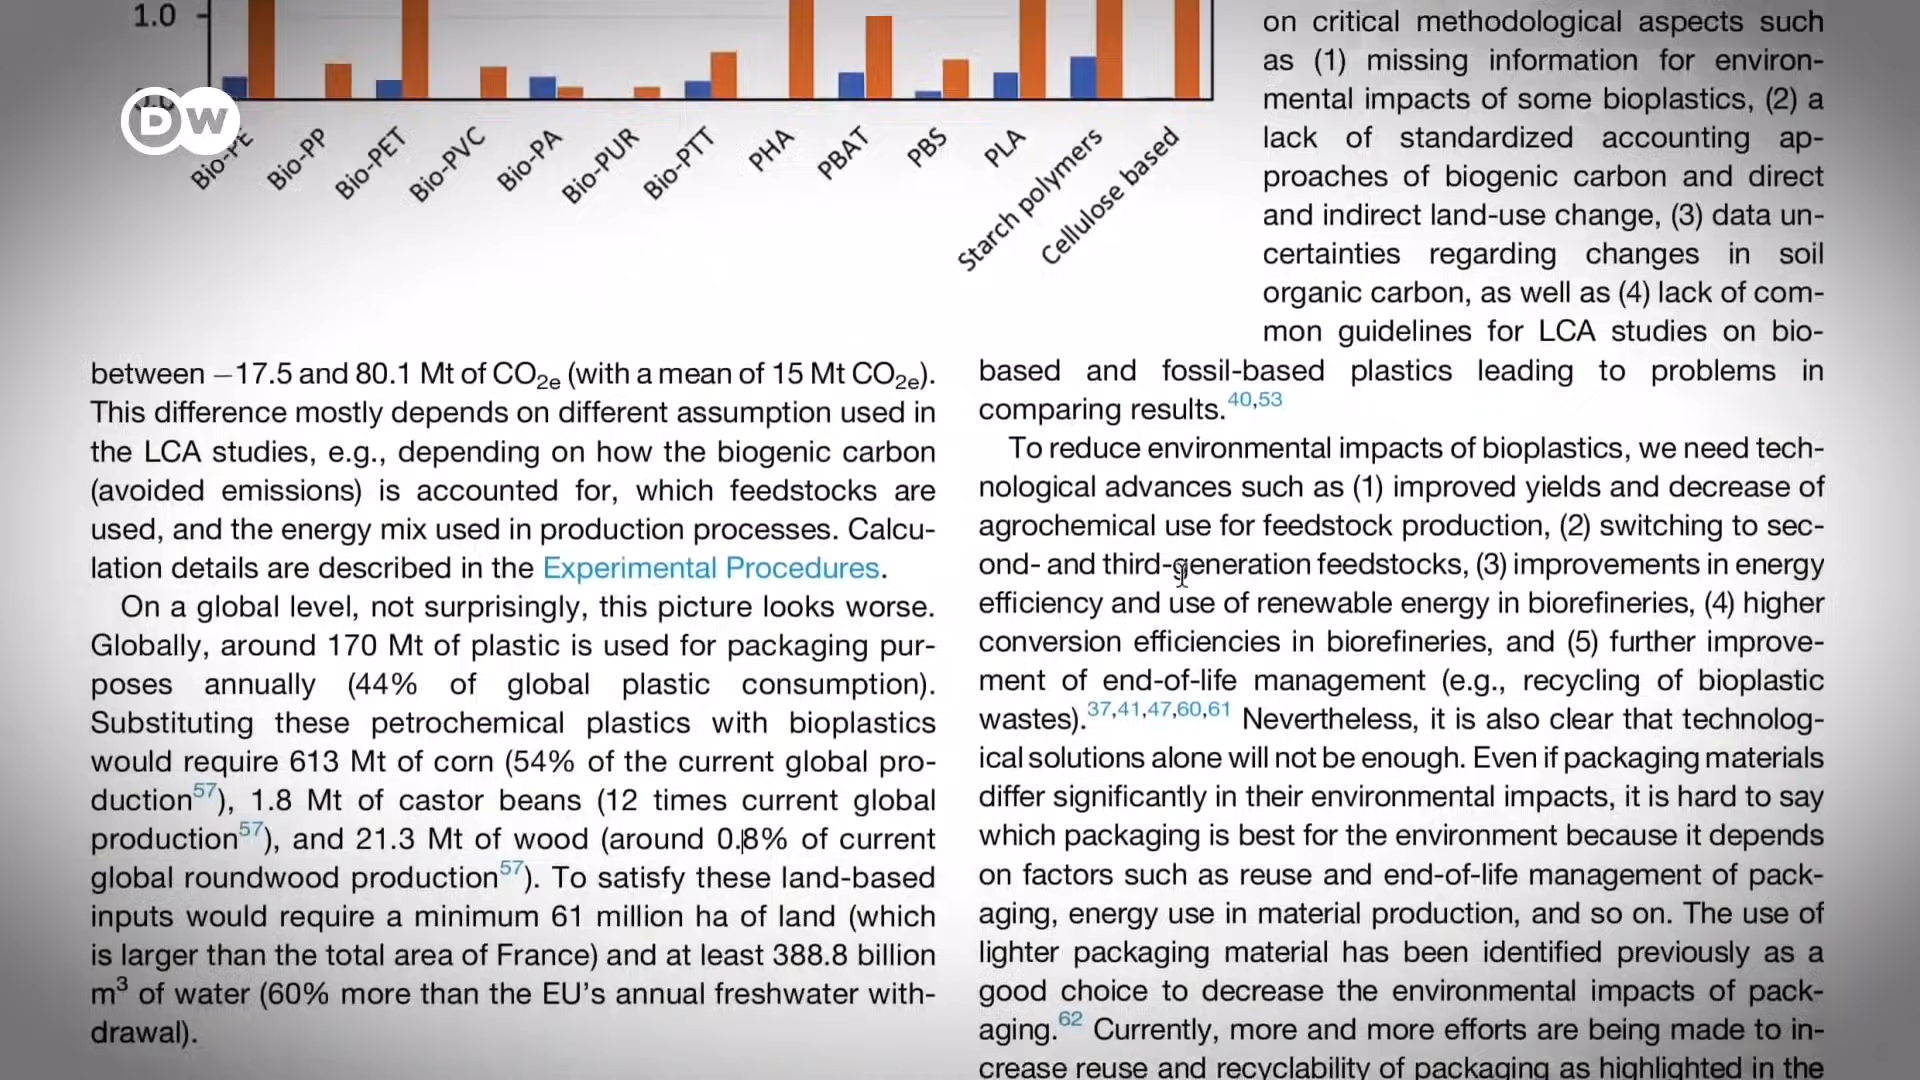 1.0
0.0
DW
Bio-PE
Bio-PP
Bio-PET
Bio-PVC
Bio-PA
Bio-PUR
Bio-PTT
PHA
PBAT
PBS
PLA
Starch polymers
Cellulose based
between −17.5 and 80.1 Mt of CO2e (with a mean of 15 Mt CO2e).
This difference mostly depends on different assumption used in
the LCA studies, e.g., depending on how the biogenic carbon
(avoided emissions) is accounted for, which feedstocks are
used, and the energy mix used in production processes. Calcu-
lation details are described in the Experimental Procedures.
On a global level, not surprisingly, this picture looks worse.
Globally, around 170 Mt of plastic is used for packaging pur-
poses annually (44% of global plastic consumption).
Substituting these petrochemical plastics with bioplastics
would require 613 Mt of corn (54% of the current global pro-
duction57), 1.8 Mt of castor beans (12 times current global
production57), and 21.3 Mt of wood (around 0.8% of current
global roundwood production57). To satisfy these land-based
inputs would require a minimum 61 million ha of land (which
is larger than the total area of France) and at least 388.8 billion
m3 of water (60% more than the EU’s annual freshwater with-
drawal).
on critical methodological aspects such
as (1) missing information for environ-
mental impacts of some bioplastics, (2) a
lack of standardized accounting ap-
proaches of biogenic carbon and direct
and indirect land-use change, (3) data un-
certainties regarding changes in soil
organic carbon, as well as (4) lack of com-
mon guidelines for LCA studies on bio-
based and fossil-based plastics leading to problems in
comparing results.40,53
To reduce environmental impacts of bioplastics, we need tech-
nological advances such as (1) improved yields and decrease of
agrochemical use for feedstock production, (2) switching to sec-
ond- and third-generation feedstocks, (3) improvements in energy
efficiency and use of renewable energy in biorefineries, (4) higher
conversion efficiencies in biorefineries, and (5) further improve-
ment of end-of-life management (e.g., recycling of bioplastic
wastes).37,41,47,60,61 Nevertheless, it is also clear that technolog-
ical solutions alone will not be enough. Even if packaging materials
differ significantly in their environmental impacts, it is hard to say
which packaging is best for the environment because it depends
on factors such as reuse and end-of-life management of pack-
aging, energy use in material production, and so on. The use of
lighter packaging material has been identified previously as a
good choice to decrease the environmental impacts of pack-
aging.62 Currently, more and more efforts are being made to in-
crease reuse and recyclability of packaging as highlighted in the